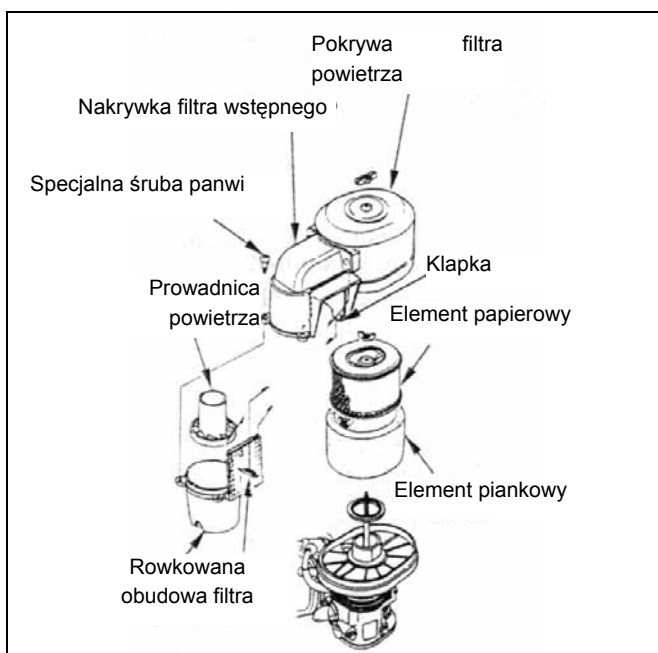 Pokrywa filtra
powietrza
Nakrywka filtra wstępnego
Specjalna śruba panwi
Klapka
Prowadnica
powietrza
Element papierowy
Element piankowy
Rowkowana
obudowa filtra